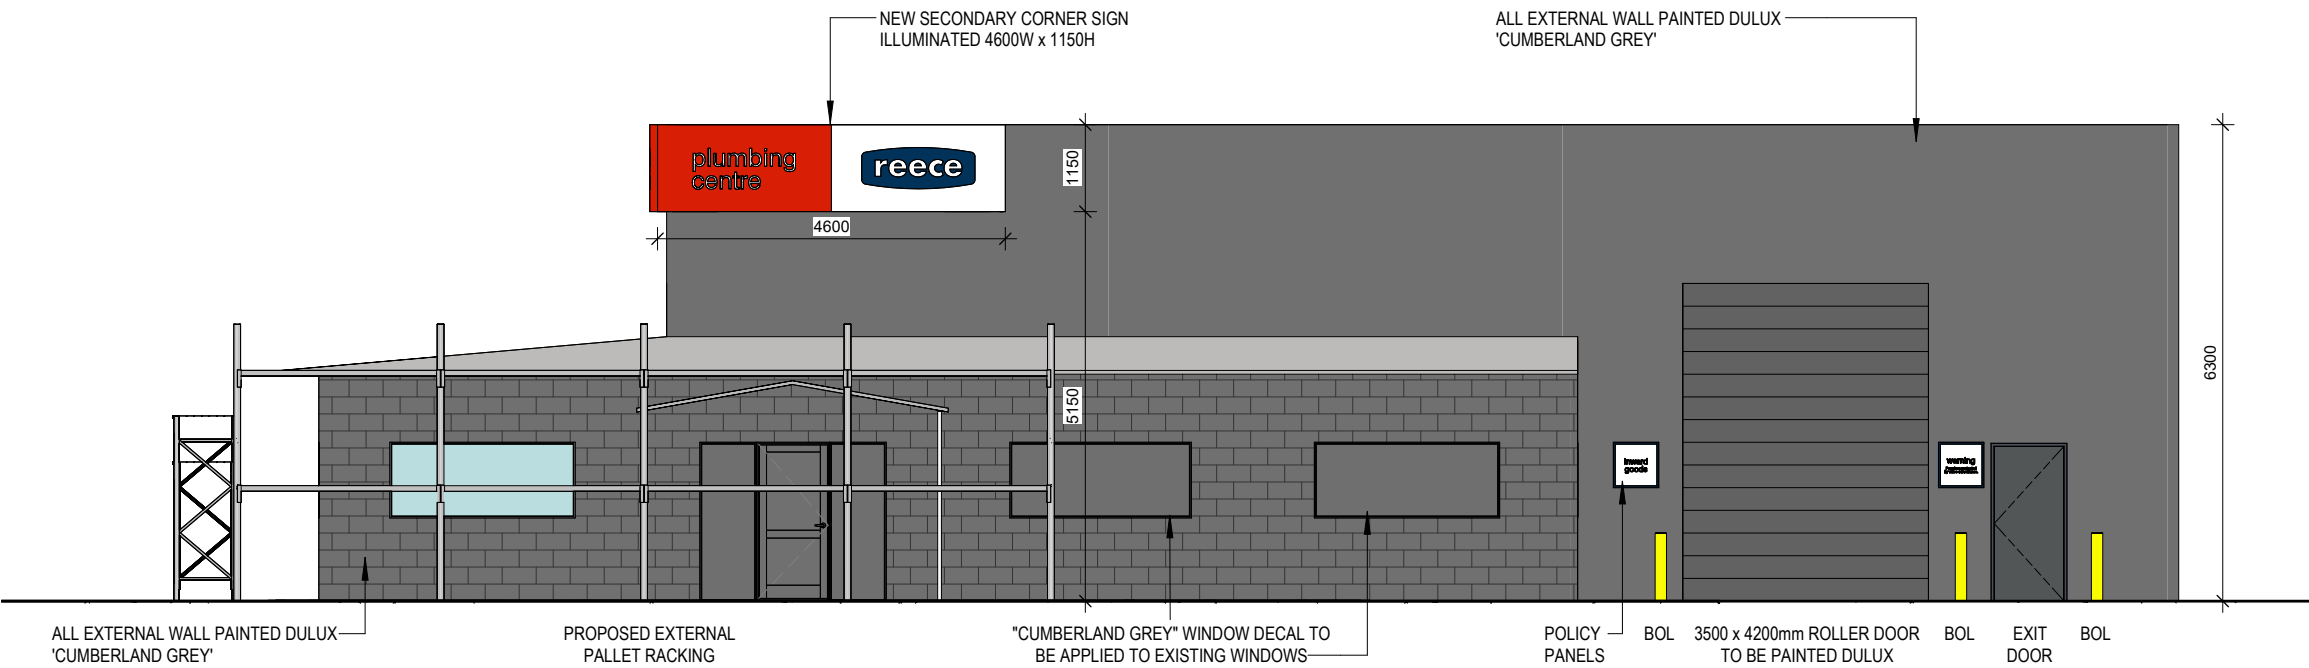 NEW SECONDARY CORNER SIGN
ILLUMINATED 4600W x 1150H
ALL EXTERNAL WALL PAINTED DULUX
'CUMBERLAND GREY'
plumbing
centre
reece
1150
4600
6300
5150
inward
goods
warning
ALL EXTERNAL WALL PAINTED DULUX
'CUMBERLAND GREY'
PROPOSED EXTERNAL
PALLET RACKING
"CUMBERLAND GREY" WINDOW DECAL TO
BE APPLIED TO EXISTING WINDOWS
POLICY
PANELS
BOL
3500 x 4200mm ROLLER DOOR
TO BE PAINTED DULUX
BOL
EXIT
DOOR
BOL